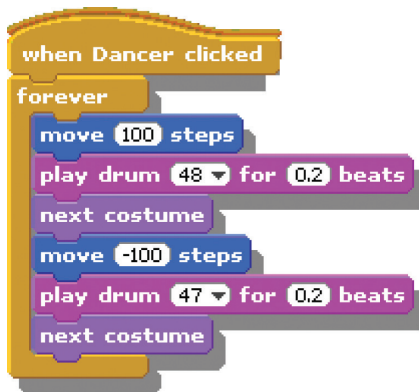 when Dancer clicked
forever
move 100 steps
play drum 48 for 0.2 beats
next costume
move -100 steps
play drum 47 for 0.2 beats
next costume